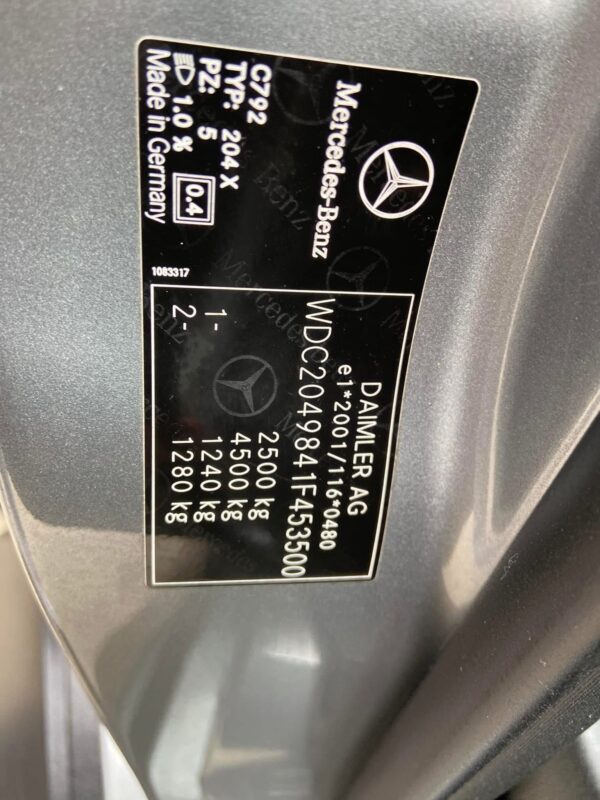 Mercedes-Benz
C792
TYP: 204 X
PZ: 5
1.0 %
0.4
Made in Germany
1083317
DAIMLER AG
e1*2001/116*0480
WDC2049841F453500
2500 kg
4500 kg
1- 1240 kg
2- 1280 kg